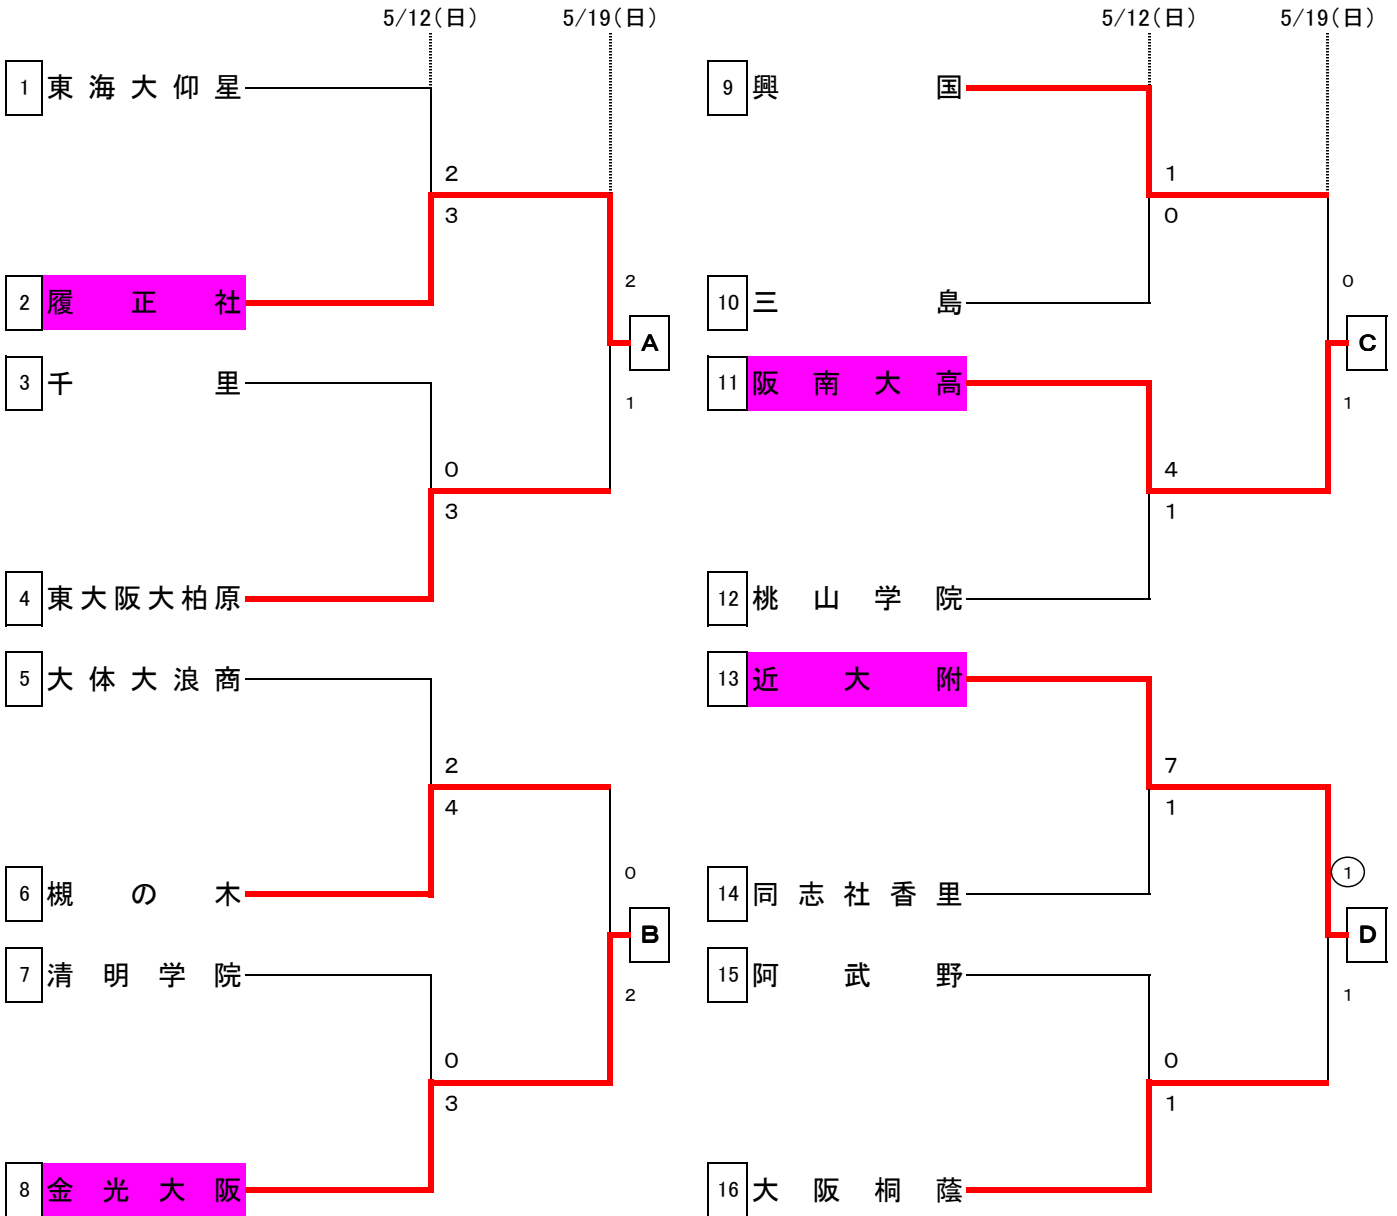 5/12(日) 5/19(日)
1 東海大仰星
2
3
2 履正社
2
A
3 千里
1
0
3
4 東大阪大柏原
5 大体大浪商
2
4
6 槻の木
0
B
7 清明学院
2
0
3
8 金光大阪
5/12(日) 5/19(日)
9 興国
1
0
10 三島
0
C
11 阪南大高
1
4
1
12 桃山学院
13 近大附
7
1
14 同志社香里
1
D
15 阿武野
1
0
1
16 大阪桐蔭